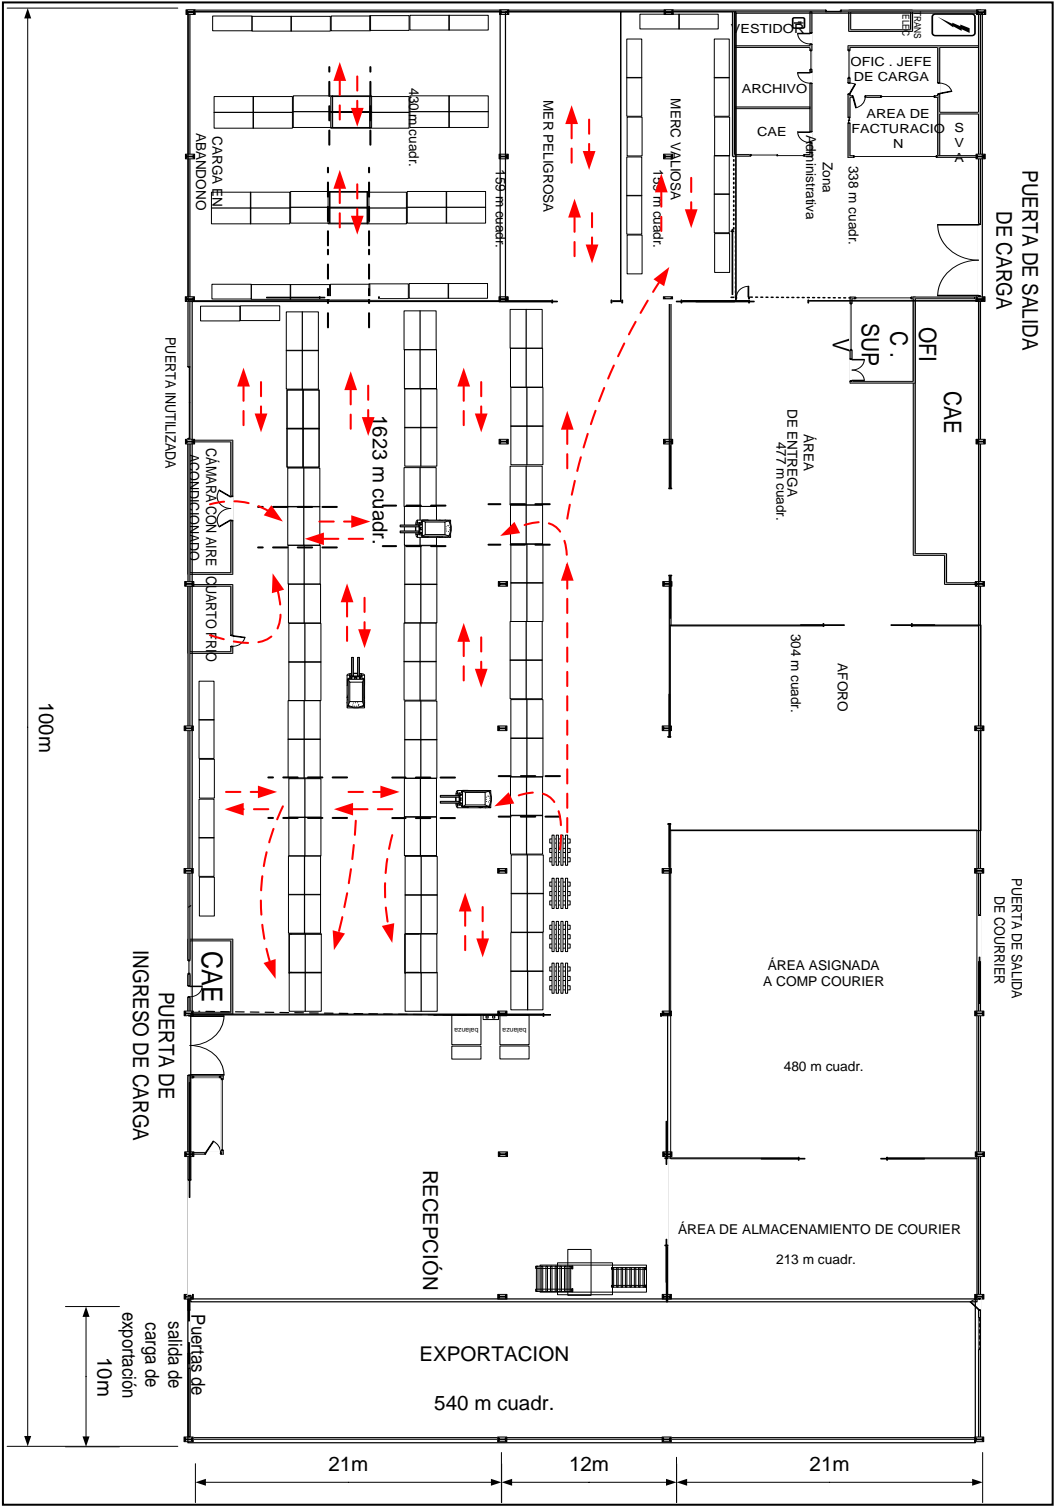 VESTIDOR
TRANS
ELEC
OFIC . JEFE
DE CARGA
ARCHIVO
AREA DE
FACTURACIO
N
CAE
S
V
A
Zona
Administrativa
338 m cuadr.
PUERTA DE SALIDA
DE CARGA
430 m cuadr.
CARGA EN
ABANDONO
159 m cuadr.
MER PELIGROSA
MERC VALIOSA
159 m cuadr.
OFI
C .
SUP
V
CAE
PUERTA INUTILIZADA
1623 m cuadr.
ÁREA
DE ENTREGA
477 m cuadr.
CÁMARA CON AIRE
ACONDICIONADO
CUARTO FRIO
AFORO
304 m cuadr.
100m
PUERTA DE SALIDA
DE COURRIER
CAE
ÁREA ASIGNADA
A COMP COURIER
480 m cuadr.
PUERTA DE
INGRESO DE CARGA
balanza
balanza
RECEPCIÓN
ÁREA DE ALMACENAMIENTO DE COURIER
213 m cuadr.
Puertas de
salida de
carga de
exportación
10m
EXPORTACION
540 m cuadr.
21m
12m
21m